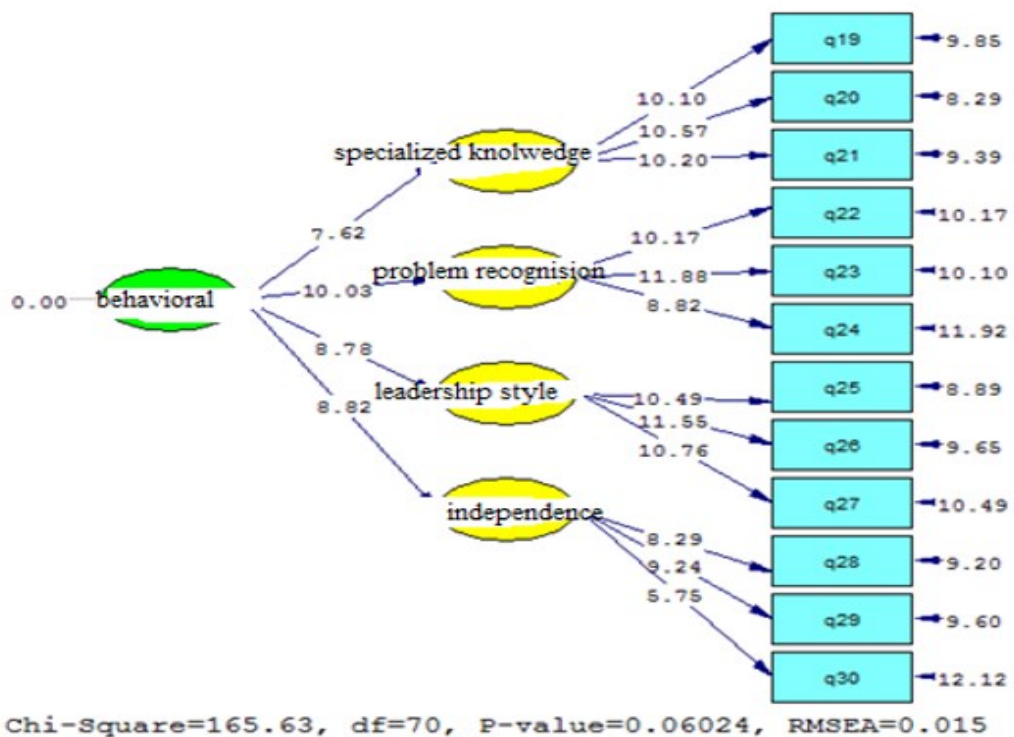 q19 9.85
10.10
q20 8.29
10.57
specialized knolwedge
10.20 q21 9.39
q22 10.17
7.62
10.17
problem recognision
11.88 q23 10.10
10.03
0.00 behavioral
8.82
q24 11.92
8.78
leadership style
q25 8.89
10.49
8.82
11.55
q26 9.65
10.76
q27 10.49
independence
8.29
q28 9.20
9.24
5.75
q29 9.60
q30 12.12
Chi-Square=165.63, df=70, P-value=0.06024, RMSEA=0.015